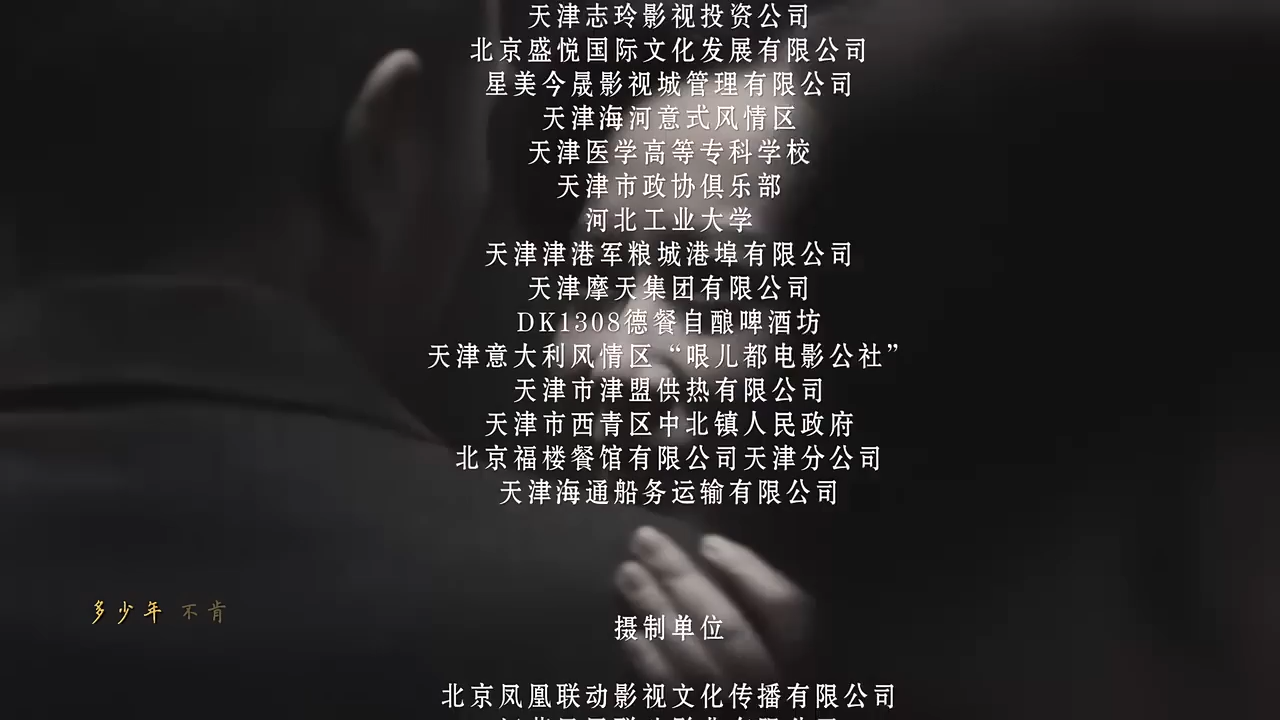 天津志玲影视投资公司
北京盛悦国际文化发展有限公司
星美今晟影视城管理有限公司
天津海河意式风情区
天津医学高等专科学校
天津市政协俱乐部
河北工业大学
天津津港军粮城港埠有限公司
天津摩天集团有限公司
DK1308德餐自酿啤酒坊
天津意大利风情区“哏儿都电影公社”
天津市津盟供热有限公司
天津市西青区中北镇人民政府
北京福楼餐馆有限公司天津分公司
天津海通船务运输有限公司
多少年 不肯
摄制单位
北京凤凰联动影视文化传播有限公司